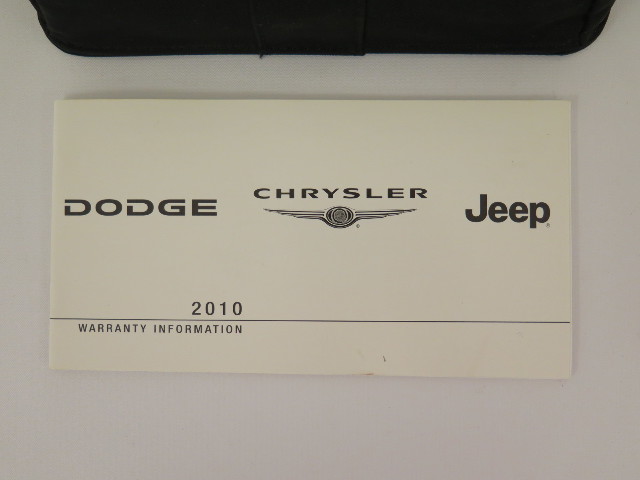 DODGE
CHRYSLER
Jeep
2010
WARRANTY INFORMATION